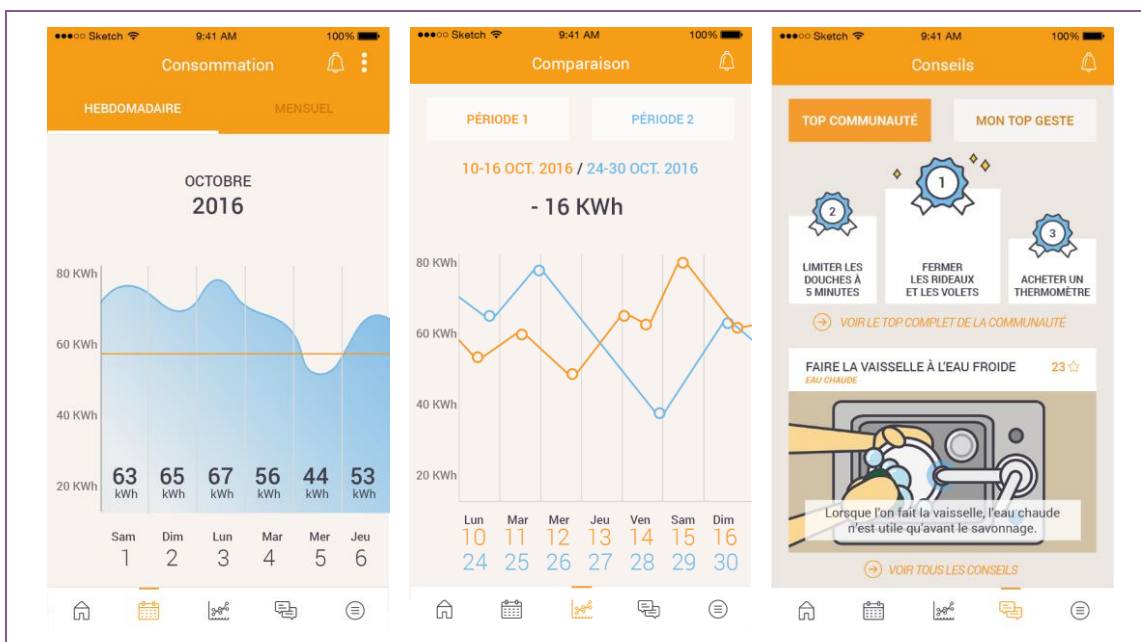 ●●●○○ Sketch 9:41 AM 100%
Consommation
HEBDOMADAIRE MENSUEL
OCTOBRE
2016
80 KWh
60 KWh
40 KWh
20 KWh
63 65 67 56 44 53
kWh kWh kWh kWh kWh kWh
Sam Dim Lun Mar Mer Jeu
1 2 3 4 5 6
●●●○○ Sketch 9:41 AM 100%
Comparaison
PÉRIODE 1 PÉRIODE 2
10-16 OCT. 2016 / 24-30 OCT. 2016
- 16 KWh
80 KWh
60 KWh
40 KWh
20 KWh
Lun Mar Mer Jeu Ven Sam Dim
10 11 12 13 14 15 16
24 25 26 27 28 29 30
●●●○○ Sketch 9:41 AM 100%
Conseils
TOP COMMUNAUTÉ MON TOP GESTE
1
2
3
LIMITER LES
DOUCHES À
5 MINUTES
FERMER
LES RIDEAUX
ET LES VOLETS
ACHETER UN
THERMOMÈTRE
VOIR LE TOP COMPLET DE LA COMMUNAUTÉ
FAIRE LA VAISSELLE À L'EAU FROIDE 23
EAU CHAUDE
Lorsque l'on fait la vaisselle, l'eau chaude
n'est utile qu'avant le savonnage.
VOIR TOUS LES CONSEILS